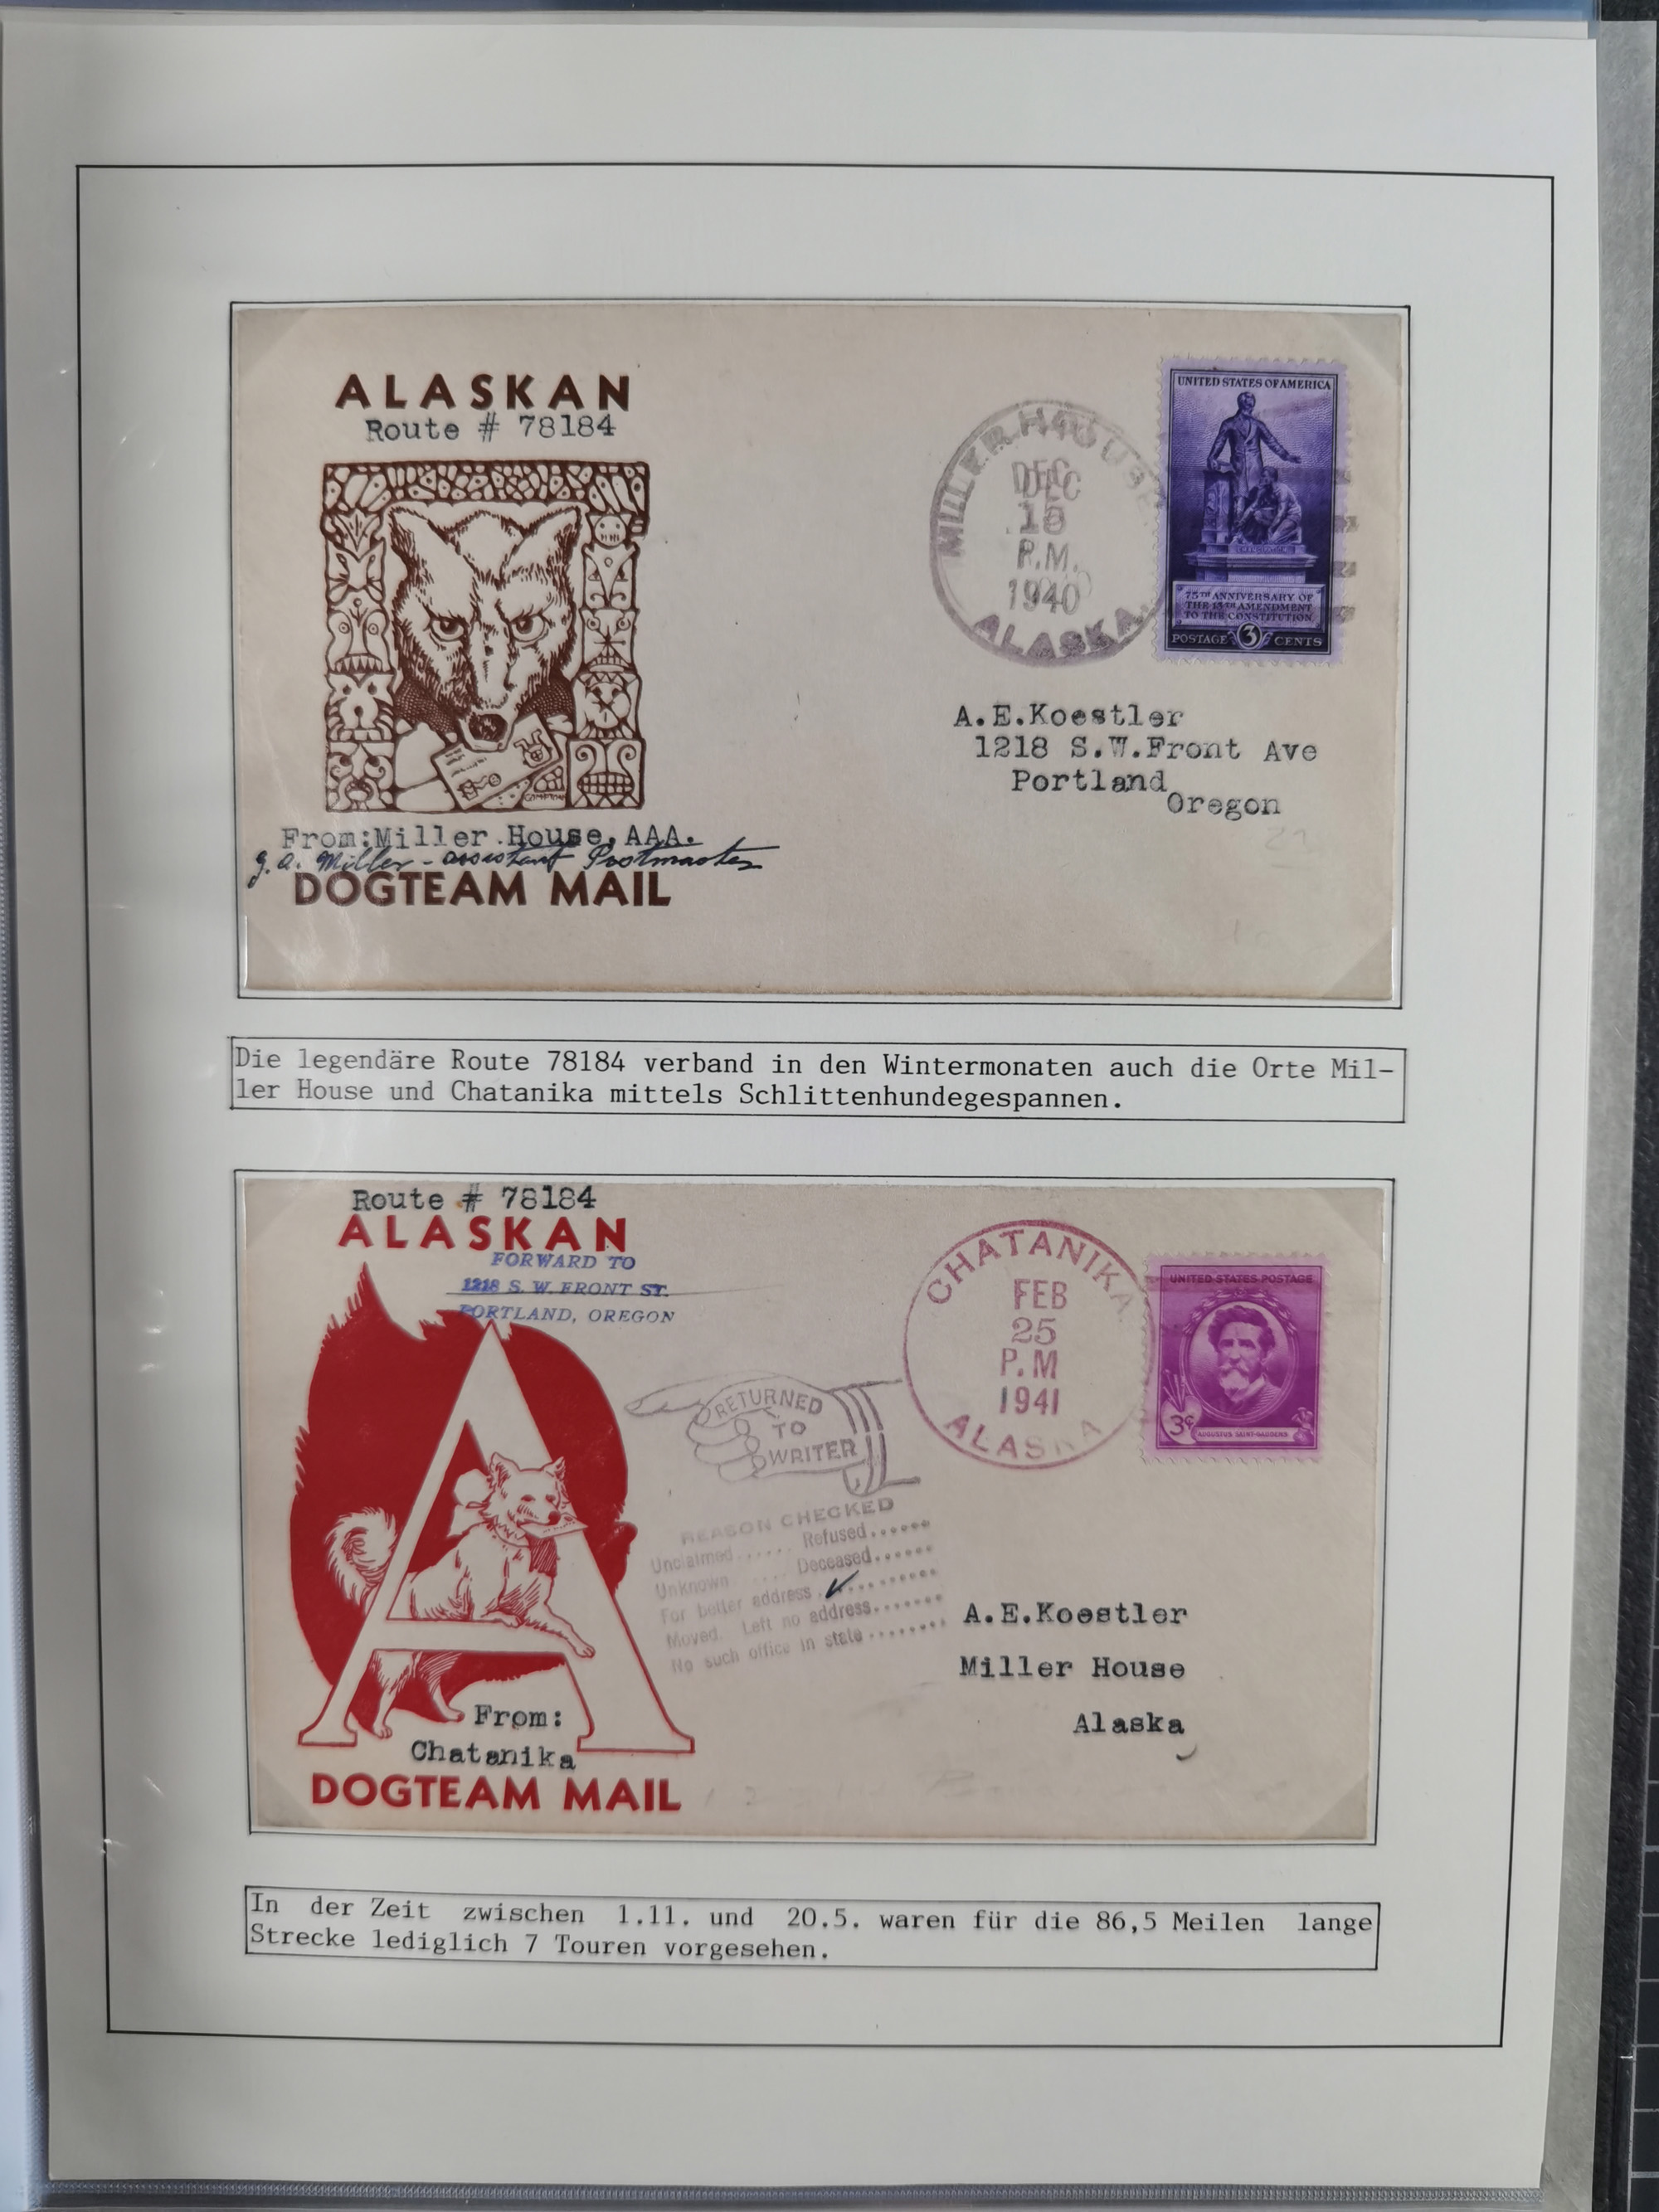 ALASKAN
Route # 78184
MILLER HOUSE
DEC
18
P.M.
1940
ALASKA.
UNITED STATES OF AMERICA
75TH ANNIVERSARY OF
THE 13TH AMENDMENT
TO THE CONSTITUTION
POSTAGE 3 CENTS
A.E.Koestler
1218 S.W.Front Ave
Portland
Oregon
From:Miller House, AAA.
g. a. Miller - assistant Postmaster
DOGTEAM MAIL
Die legendäre Route 78184 verband in den Wintermonaten auch die Orte Mil-
ler House und Chatanika mittels Schlittenhundegespannen.
Route # 78184
ALASKAN
FORWARD TO
1218 S. W. FRONT ST.
PORTLAND, OREGON
CHATANIKA
FEB
25
P.M
1941
ALASKA
UNITED STATES POSTAGE
3¢
AUGUSTUS SAINT-GAUDENS
RETURNED
TO
WRITER
REASON CHECKED
Unclaimed...... Refused......
Unknown...... Deceased......
For better address...........
Moved. Left no address.......
No such office in state........
A.E.Koestler
Miller House
Alaska
From:
Chatanika
DOGTEAM MAIL
In der Zeit zwischen 1.11. und 20.5. waren für die 86,5 Meilen lange
Strecke lediglich 7 Touren vorgesehen.